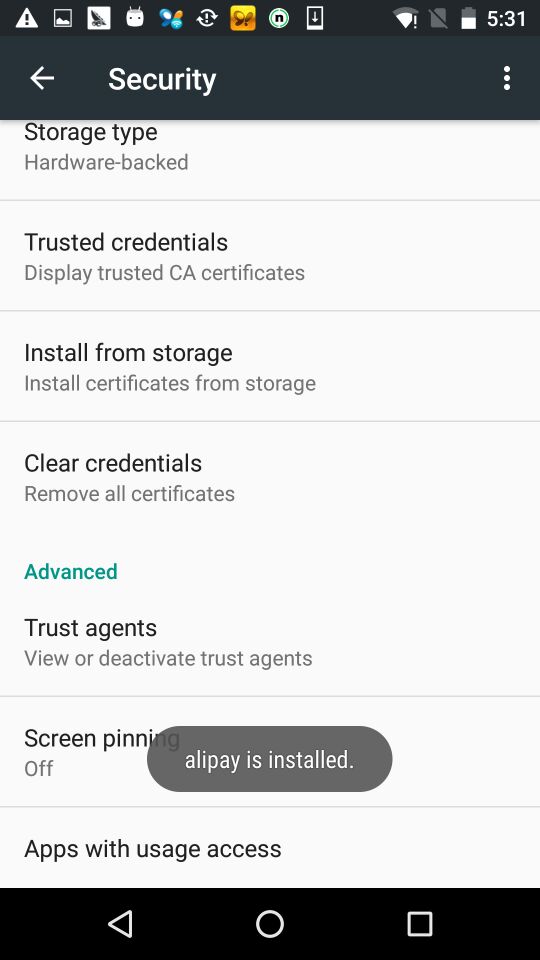 5:31
Security
Storage type
Hardware-backed
Trusted credentials
Display trusted CA certificates
Install from storage
Install certificates from storage
Clear credentials
Remove all certificates
Advanced
Trust agents
View or deactivate trust agents
Screen pinning
Off
alipay is installed.
Apps with usage access